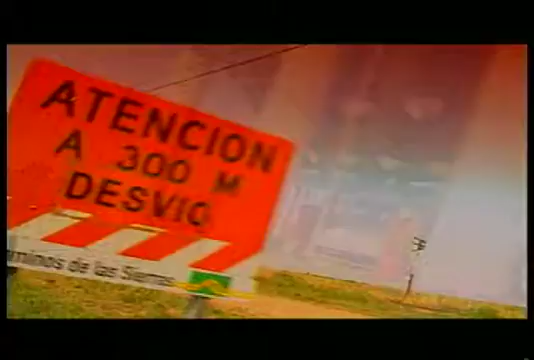 ATENCION
A 300 M
DESVIO
minos de las Sierras